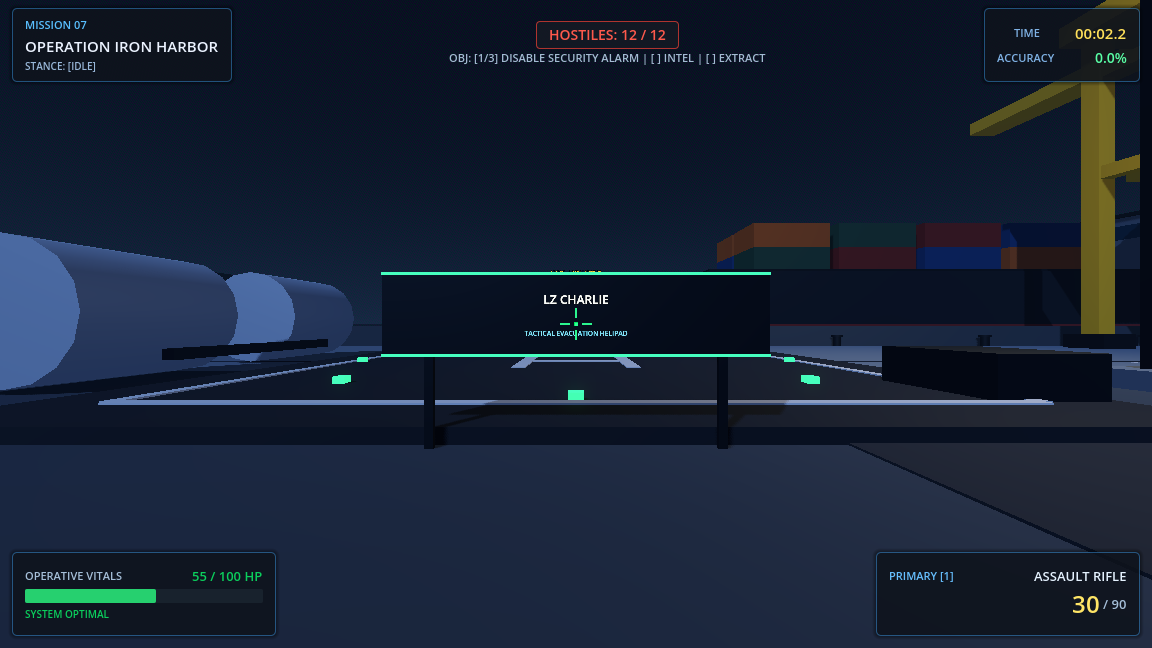 MISSION 07
OPERATION IRON HARBOR
STANCE: [IDLE]
HOSTILES: 12 / 12
OBJ: [1/3] DISABLE SECURITY ALARM | [ ] INTEL | [ ] EXTRACT
TIME 00:02.2
ACCURACY 0.0%
LZ CHARLIE
TACTICAL EVACUATION HELIPAD
OPERATIVE VITALS 55 / 100 HP
SYSTEM OPTIMAL
PRIMARY [1] ASSAULT RIFLE
30 / 90